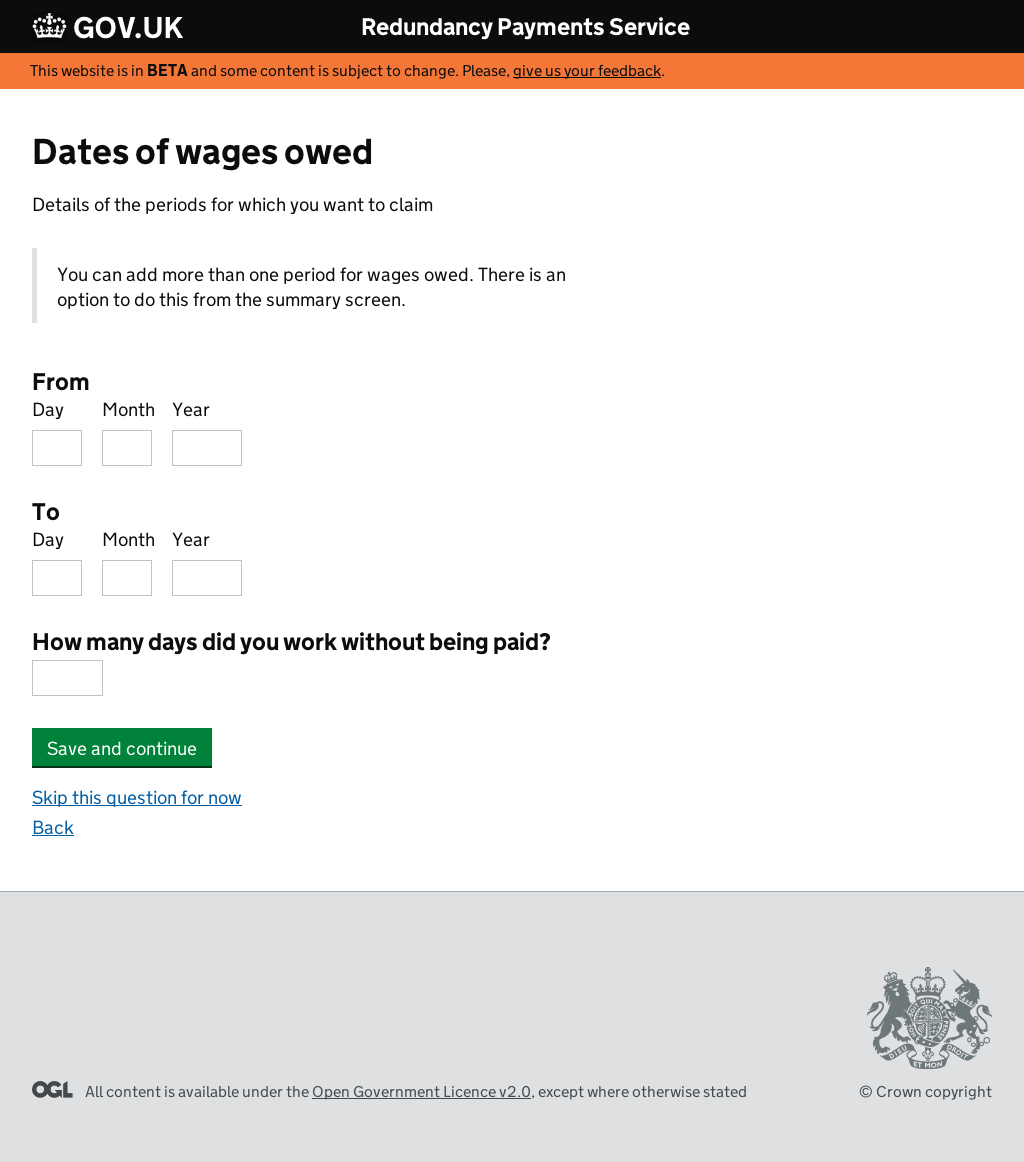 GOV.UK
Redundancy Payments Service
This website is in BETA and some content is subject to change. Please, give us your feedback.
Dates of wages owed
Details of the periods for which you want to claim
You can add more than one period for wages owed. There is an
option to do this from the summary screen.
From
Day Month Year
To
Day Month Year
How many days did you work without being paid?
Save and continue
Skip this question for now
Back
DIEU ET MON DROIT
OGL All content is available under the Open Government Licence v2.0, except where otherwise stated
© Crown copyright